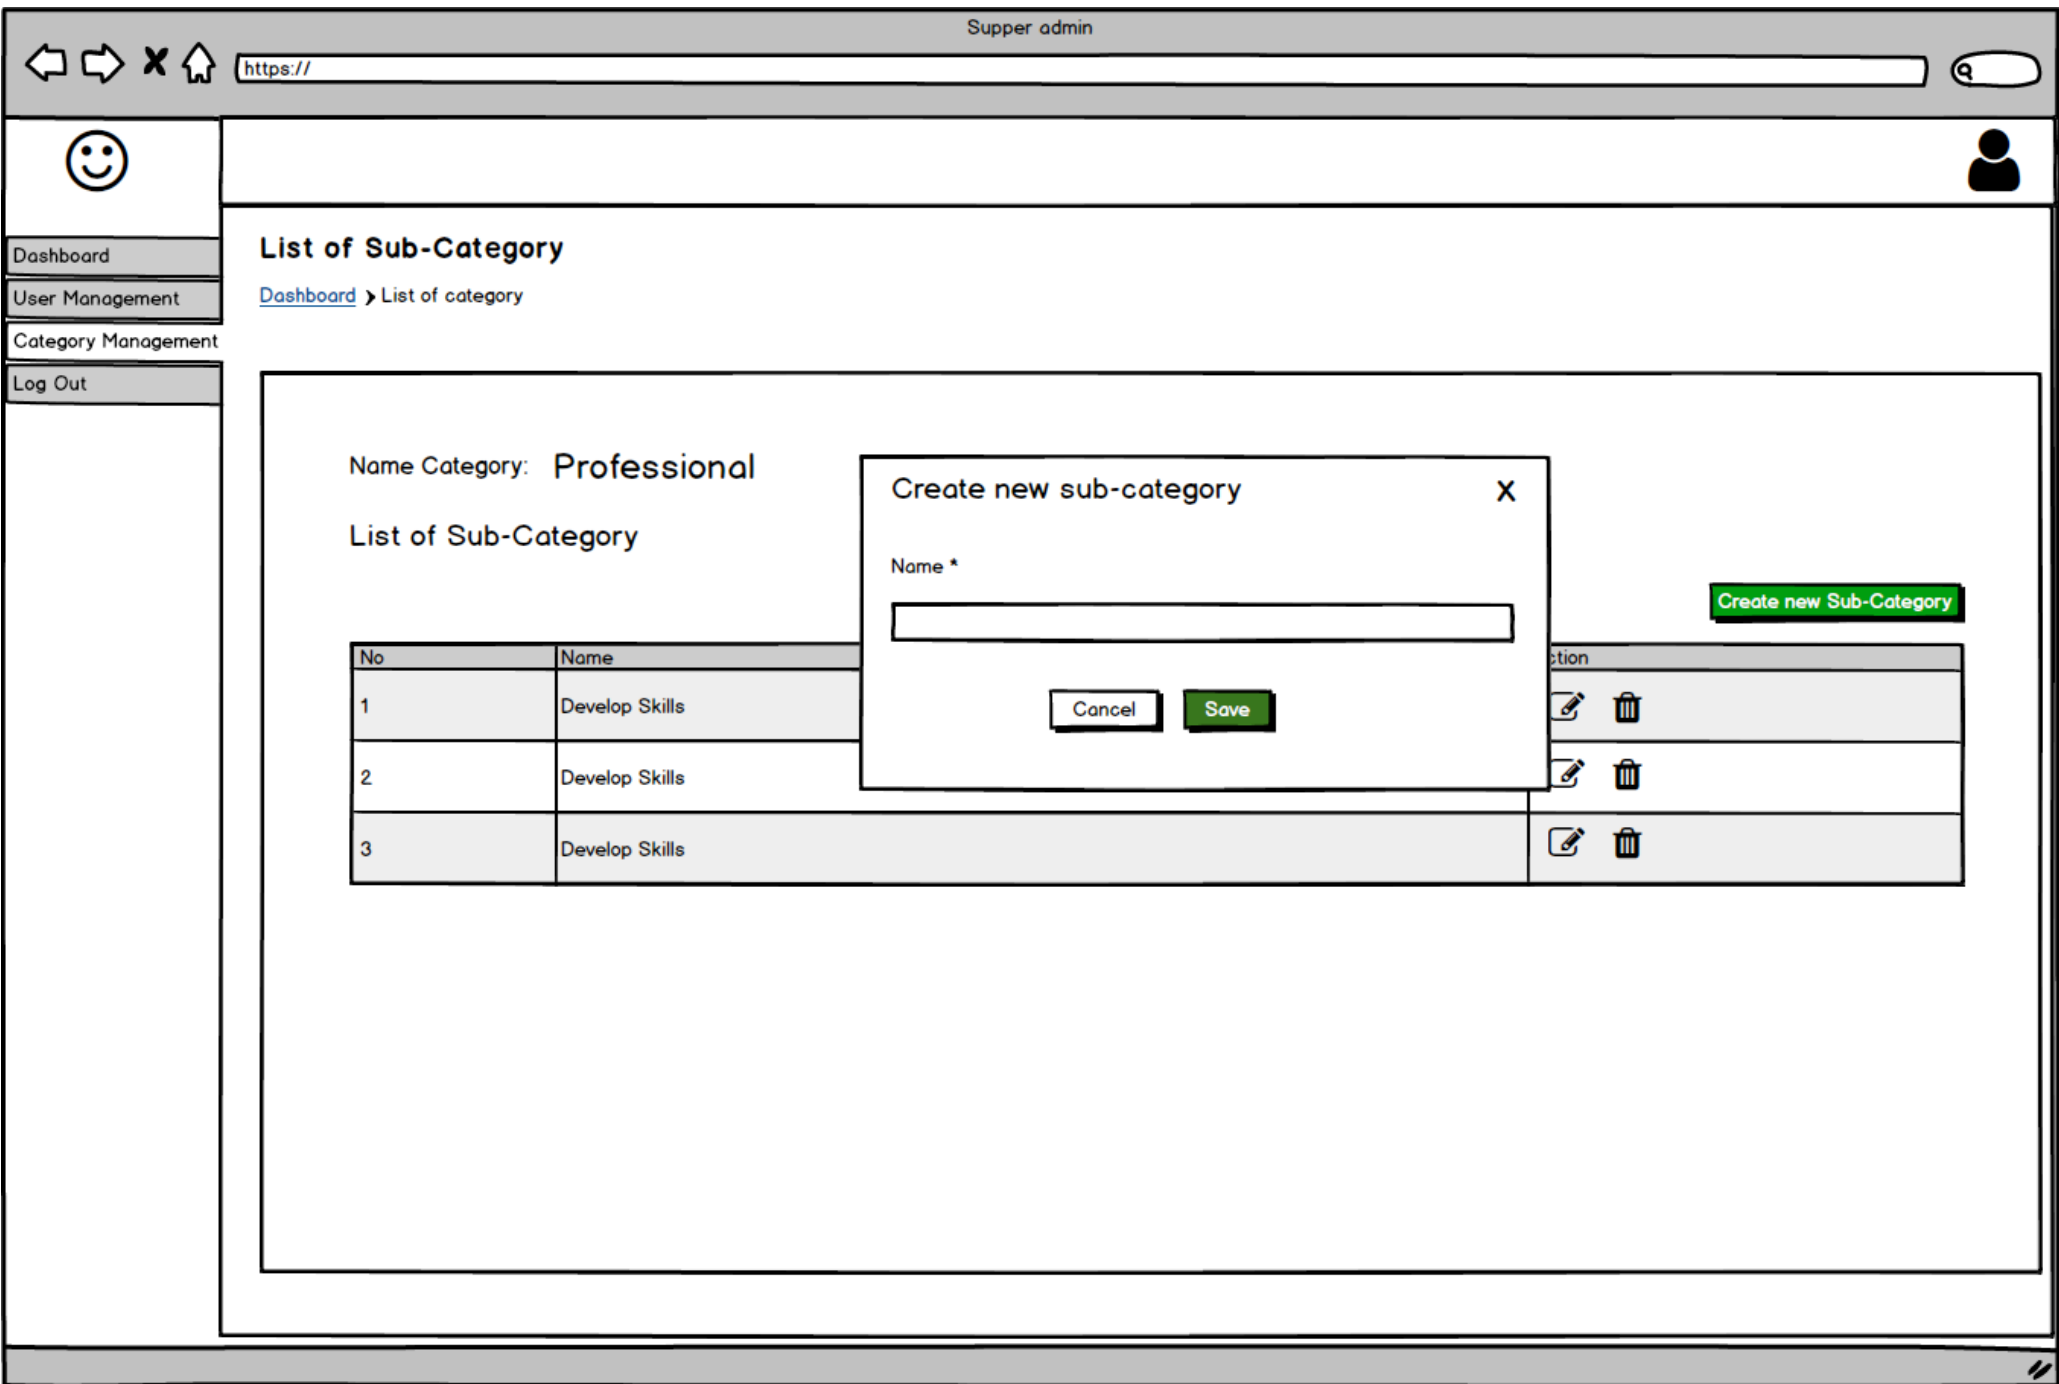 Supper admin
https://
Dashboard
User Management
Category Management
Log Out
List of Sub-Category
Dashboard > List of category
Name Category: Professional
List of Sub-Category
Create new Sub-Category
Create new sub-category X
Name *
Cancel Save
No Name ction
1 Develop Skills
2 Develop Skills
3 Develop Skills